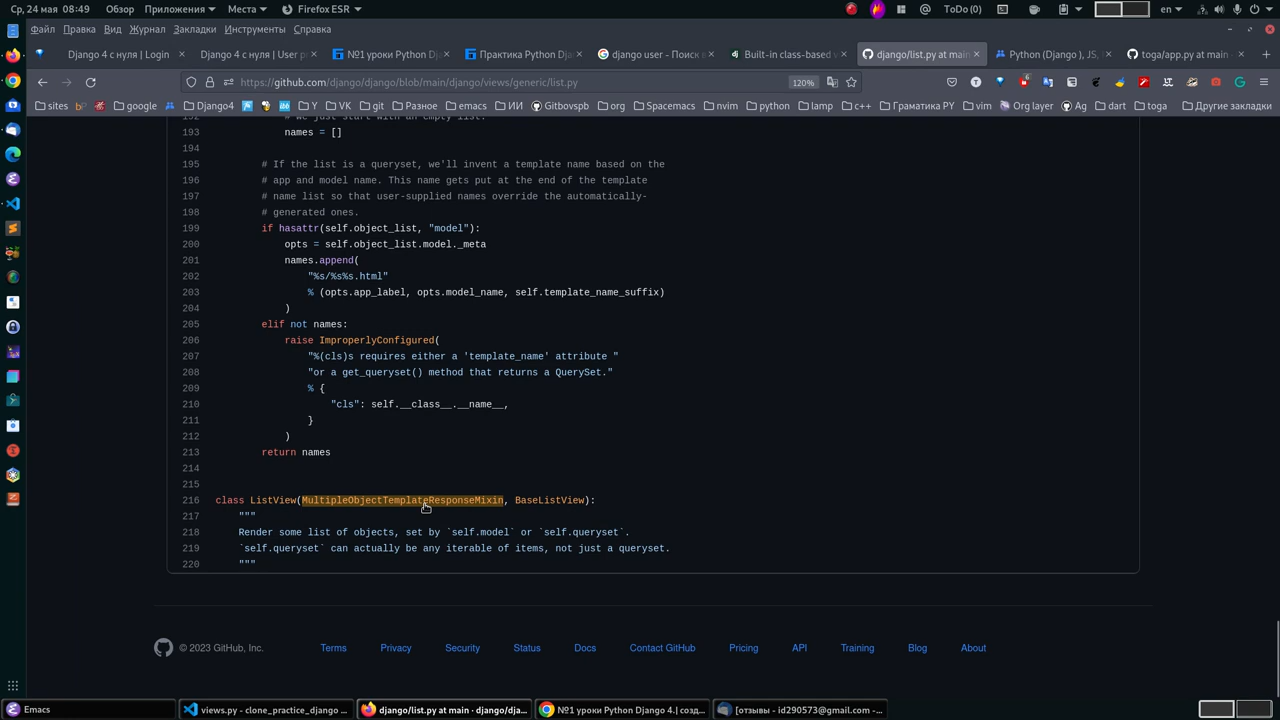 Ср, 24 мая 08:49 Обзор Приложения Места Firefox ESR ToDo (0) en
Файл Правка Вид Журнал Закладки Инструменты Справка
Django 4 с нуля | Login Django 4 с нуля | User p №1 уроки Python Dj Практика Python Djan django user - Поиск Built-in class-based v django/list.py at main Python (Django ), JS, toga/app.py at main
https://github.com/django/django/blob/main/django/views/generic/list.py 120%
sites google Django4 Y VK git Разное emacs ИИ Gitbovspb org Spacemacs nvim python lamp c++ Граматика РУ vim Org layer Ag dart toga Другие закладки
192 # we just start with an empty list.
193 names = []
194
195 # If the list is a queryset, we'll invent a template name based on the
196 # app and model name. This name gets put at the end of the template
197 # name list so that user-supplied names override the automatically-
198 # generated ones.
199 if hasattr(self.object_list, "model"):
200 opts = self.object_list.model._meta
201 names.append(
202 "%s/%s%s.html"
203 % (opts.app_label, opts.model_name, self.template_name_suffix)
204 )
205 elif not names:
206 raise ImproperlyConfigured(
207 "%(cls)s requires either a 'template_name' attribute "
208 "or a get_queryset() method that returns a QuerySet."
209 % {
210 "cls": self.__class__.__name__,
211 }
212 )
213 return names
214
215
216 class ListView(MultipleObjectTemplateResponseMixin, BaseListView):
217 """
218 Render some list of objects, set by `self.model` or `self.queryset`.
219 `self.queryset` can actually be any iterable of items, not just a queryset.
220 """
© 2023 GitHub, Inc. Terms Privacy Security Status Docs Contact GitHub Pricing API Training Blog About
Emacs views.py - clone_practice_django ... django/list.py at main · django/dja... №1 уроки Python Django 4.| созд... [отзывы - id290573@gmail.com -...